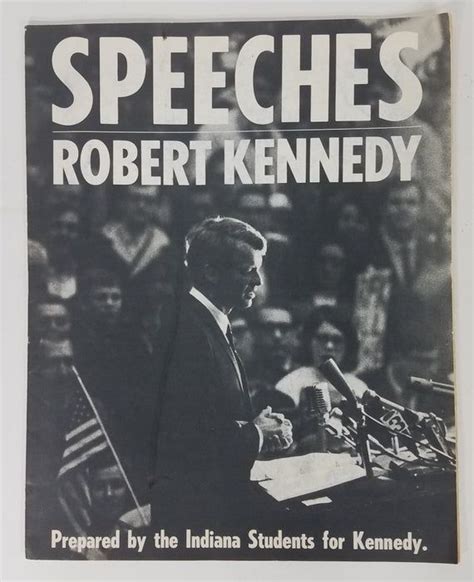 SPEECHES
ROBERT KENNEDY
Prepared by the Indiana Students for Kennedy.